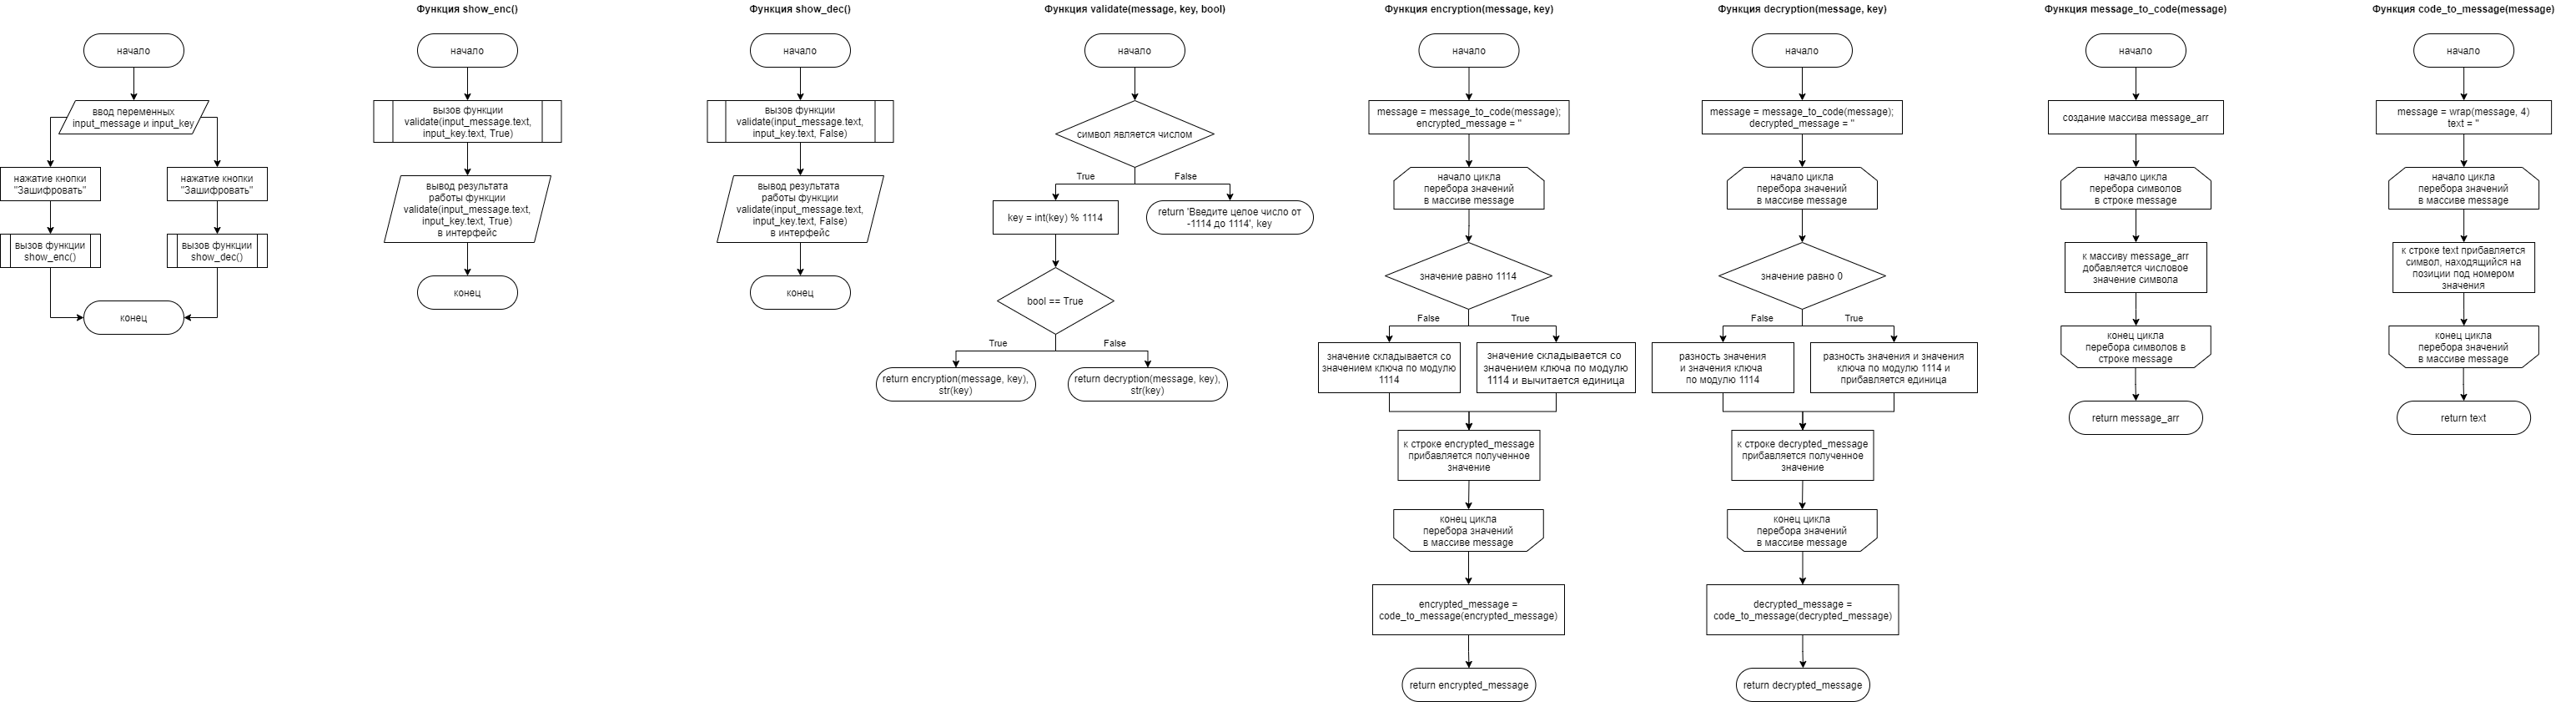 начало
ввод переменных
input_message и input_key
нажатие кнопки
"Зашифровать"
нажатие кнопки
"Зашифровать"
вызов функции
show_enc()
вызов функции
show_dec()
конец
Функция show_enc()
начало
вызов функции
validate(input_message.text,
input_key.text, True)
вывод результата
работы функции
validate(input_message.text,
input_key.text, True)
в интерфейс
конец
Функция show_dec()
начало
вызов функции
validate(input_message.text,
input_key.text, False)
вывод результата
работы функции
validate(input_message.text,
input_key.text, False)
в интерфейс
конец
Функция validate(message, key, bool)
начало
символ является числом
True
False
key = int(key) % 1114
return 'Введите целое число от
-1114 до 1114', key
bool == True
True
False
return encryption(message, key),
str(key)
return decryption(message, key),
str(key)
Функция encryption(message, key)
начало
message = message_to_code(message);
encrypted_message = ''
начало цикла
перебора значений
в массиве message
значение равно 1114
False
True
значение складывается со
значением ключа по модулю
1114
значение складывается со
значением ключа по модулю
1114 и вычитается единица
к строке encrypted_message
прибавляется полученное
значение
конец цикла
перебора значений
в массиве message
encrypted_message =
code_to_message(encrypted_message)
return encrypted_message
Функция decryption(message, key)
начало
message = message_to_code(message);
decrypted_message = ''
начало цикла
перебора значений
в массиве message
значение равно 0
False
True
разность значения
и значения ключа
по модулю 1114
разность значения и значения
ключа по модулю 1114 и
прибавляется единица
к строке decrypted_message
прибавляется полученное
значение
конец цикла
перебора значений
в массиве message
decrypted_message =
code_to_message(decrypted_message)
return decrypted_message
Функция message_to_code(message)
начало
создание массива message_arr
начало цикла
перебора символов
в строке message
к массиву message_arr
добавляется числовое
значение символа
конец цикла
перебора символов в
строке message
return message_arr
Функция code_to_message(message)
начало
message = wrap(message, 4)
text = ''
начало цикла
перебора значений
в массиве message
к строке text прибавляется
символ, находящийся на
позиции под номером
значения
конец цикла
перебора значений
в массиве message
return text